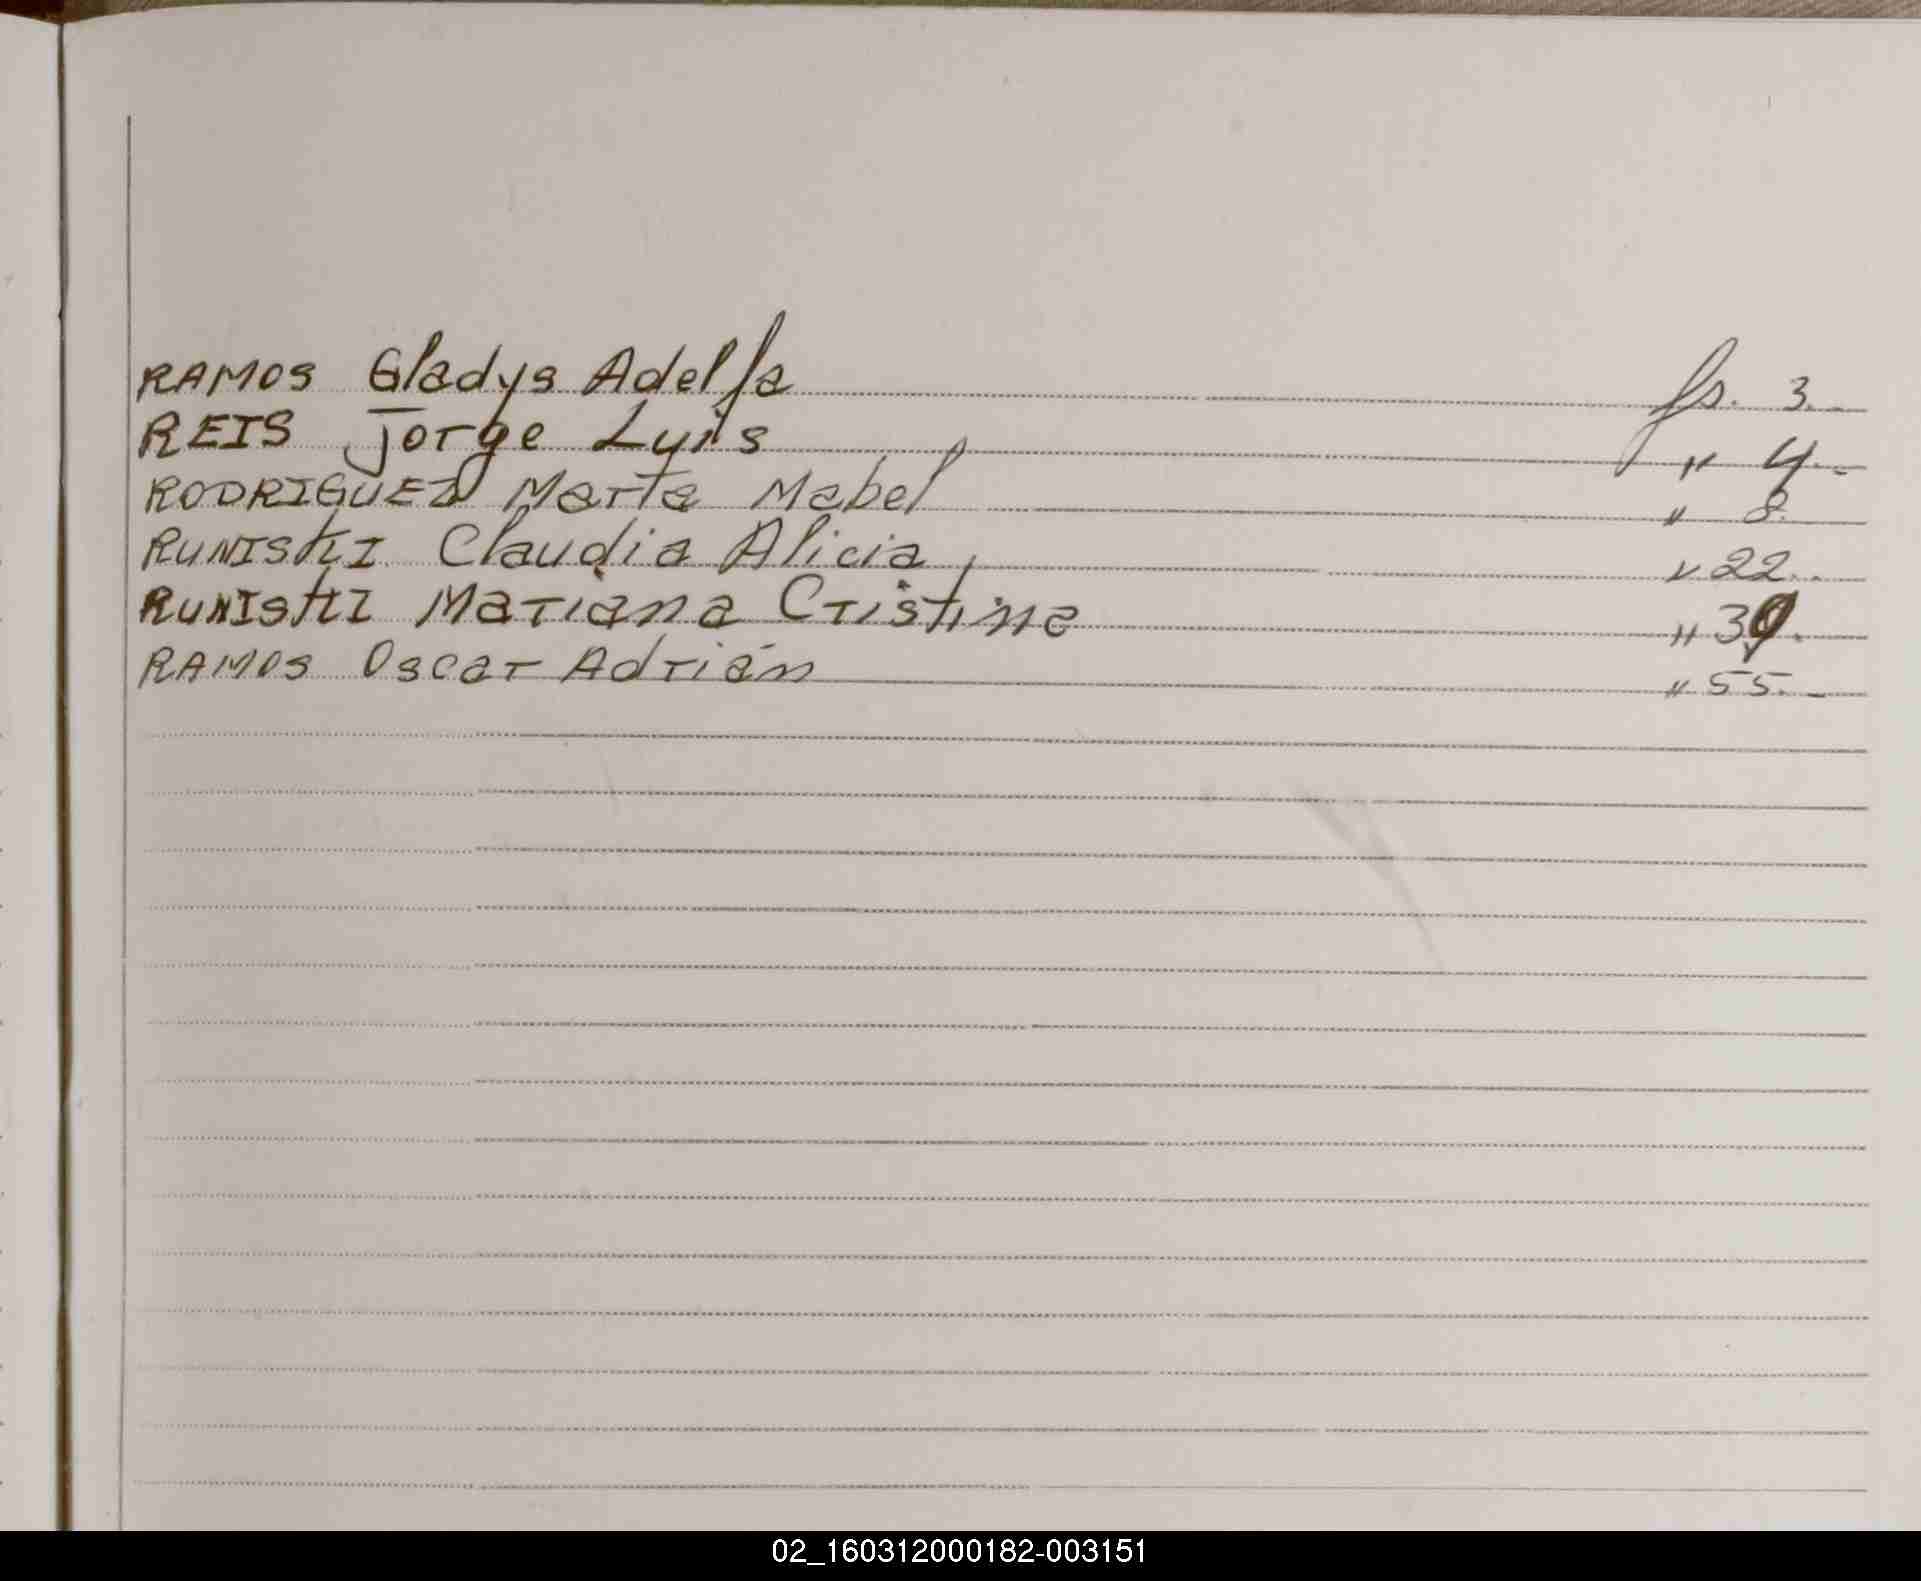 RAMOS Gladys Adelfa fs. 3.
REIS Jorge Luis " 4.-
RODRIGUEZ Marta Mabel " 8.
RUNISKI Claudia Alicia " 22.
RUNISKI Mariana Cristina "
RAMOS Oscar Adrián " 55.-
02_160312000182-003151